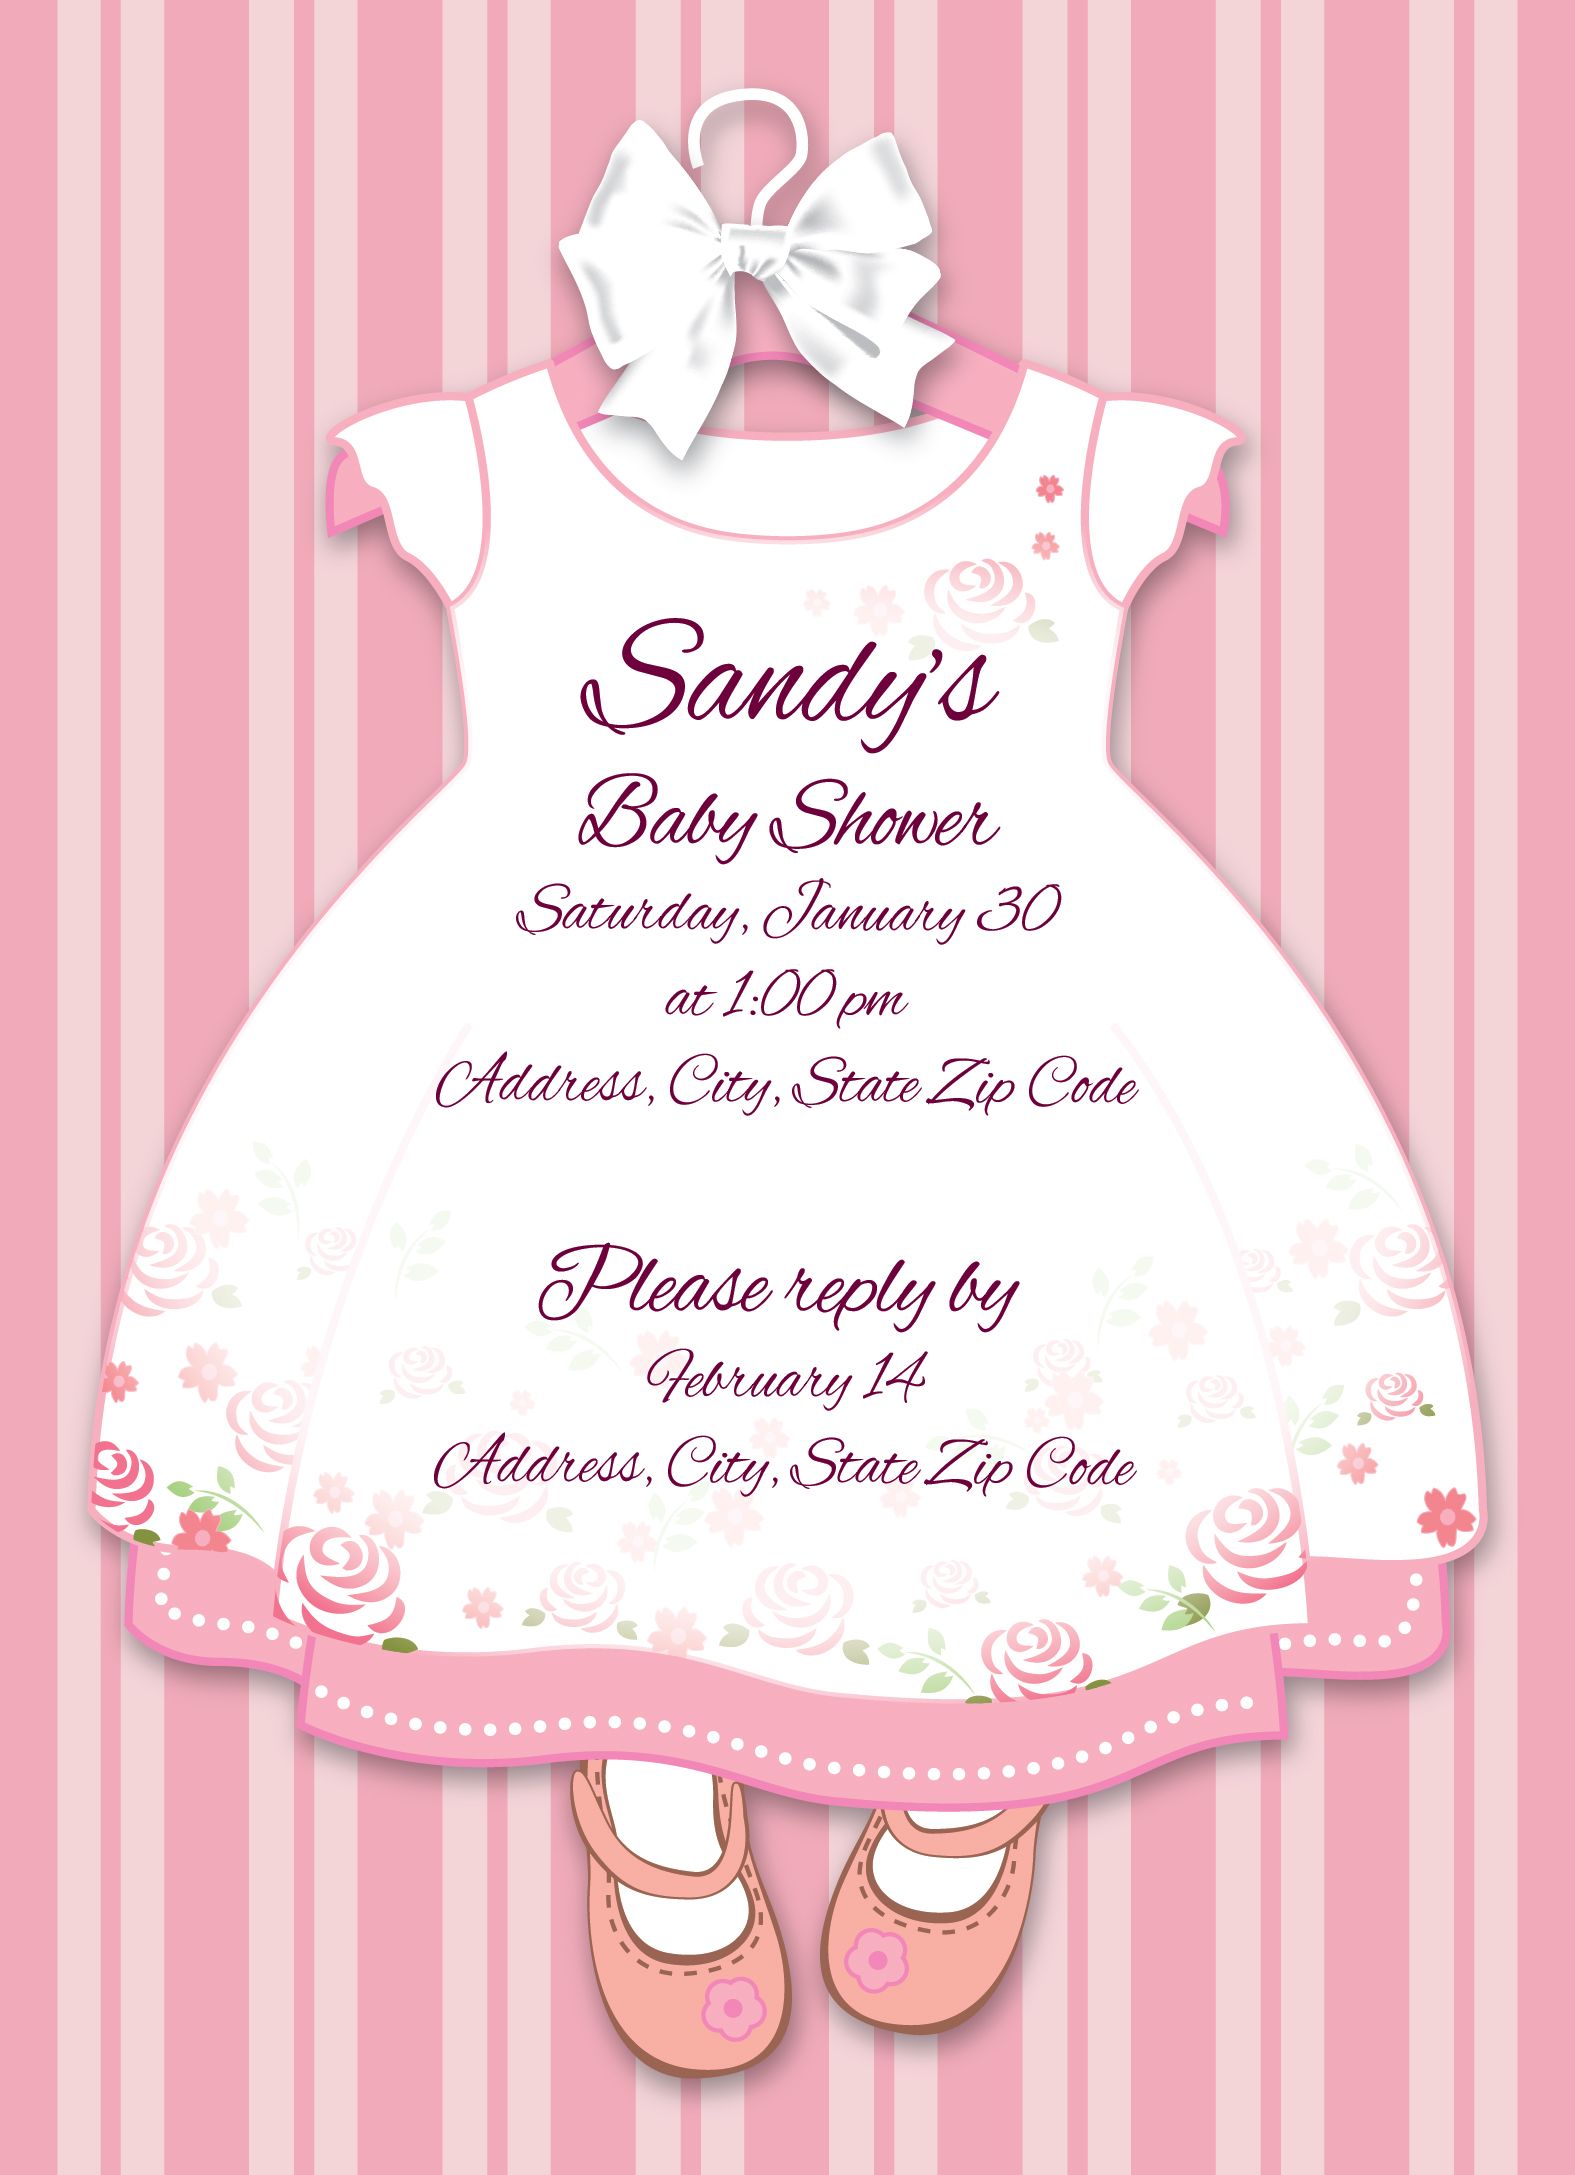 Sandy's
Baby Shower
Saturday, January 30
at 1:00 pm
Address, City, State Zip Code
Please reply by
February 14
Address, City, State Zip Code